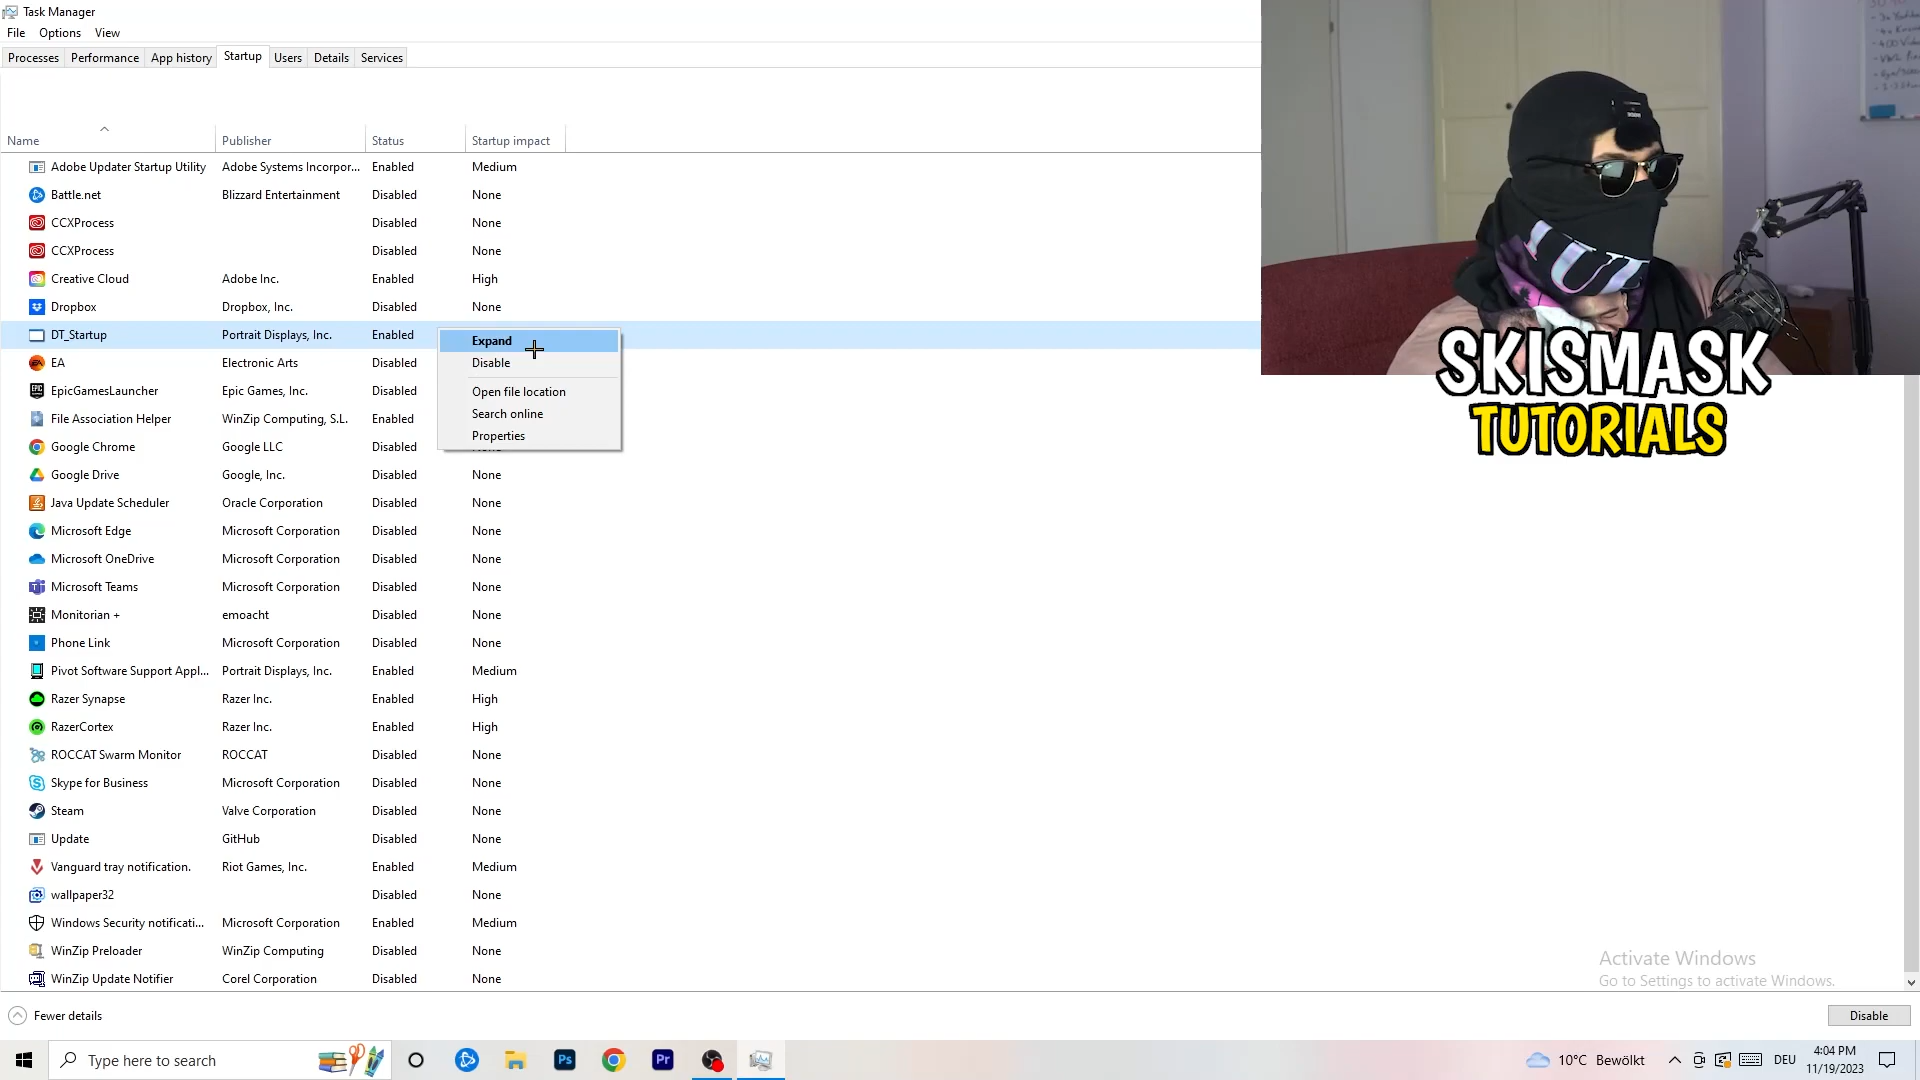 Task Manager
File Options View
Processes Performance App history Startup Users Details Services
Name Publisher Status Startup impact
Adobe Updater Startup Utility Adobe Systems Incorpor... Enabled Medium
Battle.net Blizzard Entertainment Disabled None
CCXProcess Disabled None
CCXProcess Disabled None
Creative Cloud Adobe Inc. Enabled High
Dropbox Dropbox, Inc. Disabled None
DT_Startup Portrait Displays, Inc. Enabled
Expand
EA Electronic Arts Disabled
Disable
EpicGamesLauncher Epic Games, Inc. Disabled
Open file location
File Association Helper WinZip Computing, S.L. Enabled
Search online
Properties
Google Chrome Google LLC Disabled
Google Drive Google, Inc. Disabled None
Java Update Scheduler Oracle Corporation Disabled None
Microsoft Edge Microsoft Corporation Disabled None
Microsoft OneDrive Microsoft Corporation Disabled None
Microsoft Teams Microsoft Corporation Disabled None
Monitorian + emoacht Disabled None
Phone Link Microsoft Corporation Disabled None
Pivot Software Support Appl... Portrait Displays, Inc. Enabled Medium
Razer Synapse Razer Inc. Enabled High
RazerCortex Razer Inc. Enabled High
ROCCAT Swarm Monitor ROCCAT Disabled None
Skype for Business Microsoft Corporation Disabled None
Steam Valve Corporation Disabled None
Update GitHub Disabled None
Vanguard tray notification. Riot Games, Inc. Enabled Medium
wallpaper32 Disabled None
Windows Security notificati... Microsoft Corporation Enabled Medium
WinZip Preloader WinZip Computing Disabled None
WinZip Update Notifier Corel Corporation Disabled None
SKISMASK
TUTORIALS
Activate Windows
Go to Settings to activate Windows.
Fewer details
Disable
Type here to search
Ps
Pr
10°C Bewölkt
DEU
4:04 PM
11/19/2023